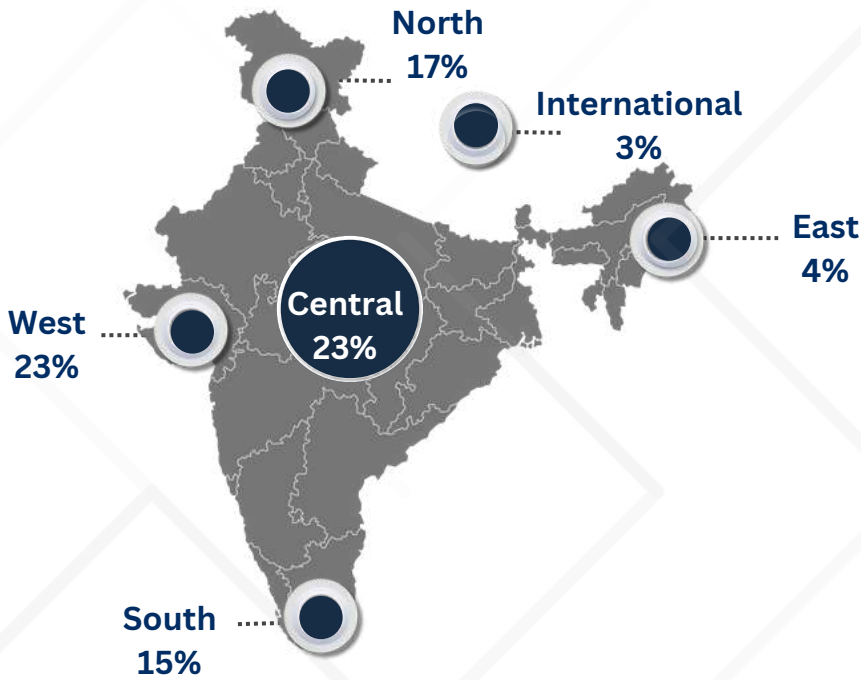 North
17%
International
3%
East
4%
Central
23%
West
23%
South
15%